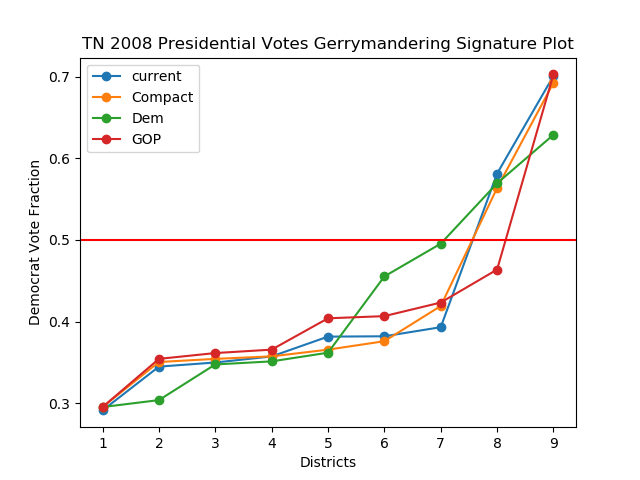 TN 2008 Presidential Votes Gerrymandering Signature Plot
current
Compact
Dem
GOP
Democrat Vote Fraction
0.7
0.6
0.5
0.4
0.3
1 2 3 4 5 6 7 8 9
Districts